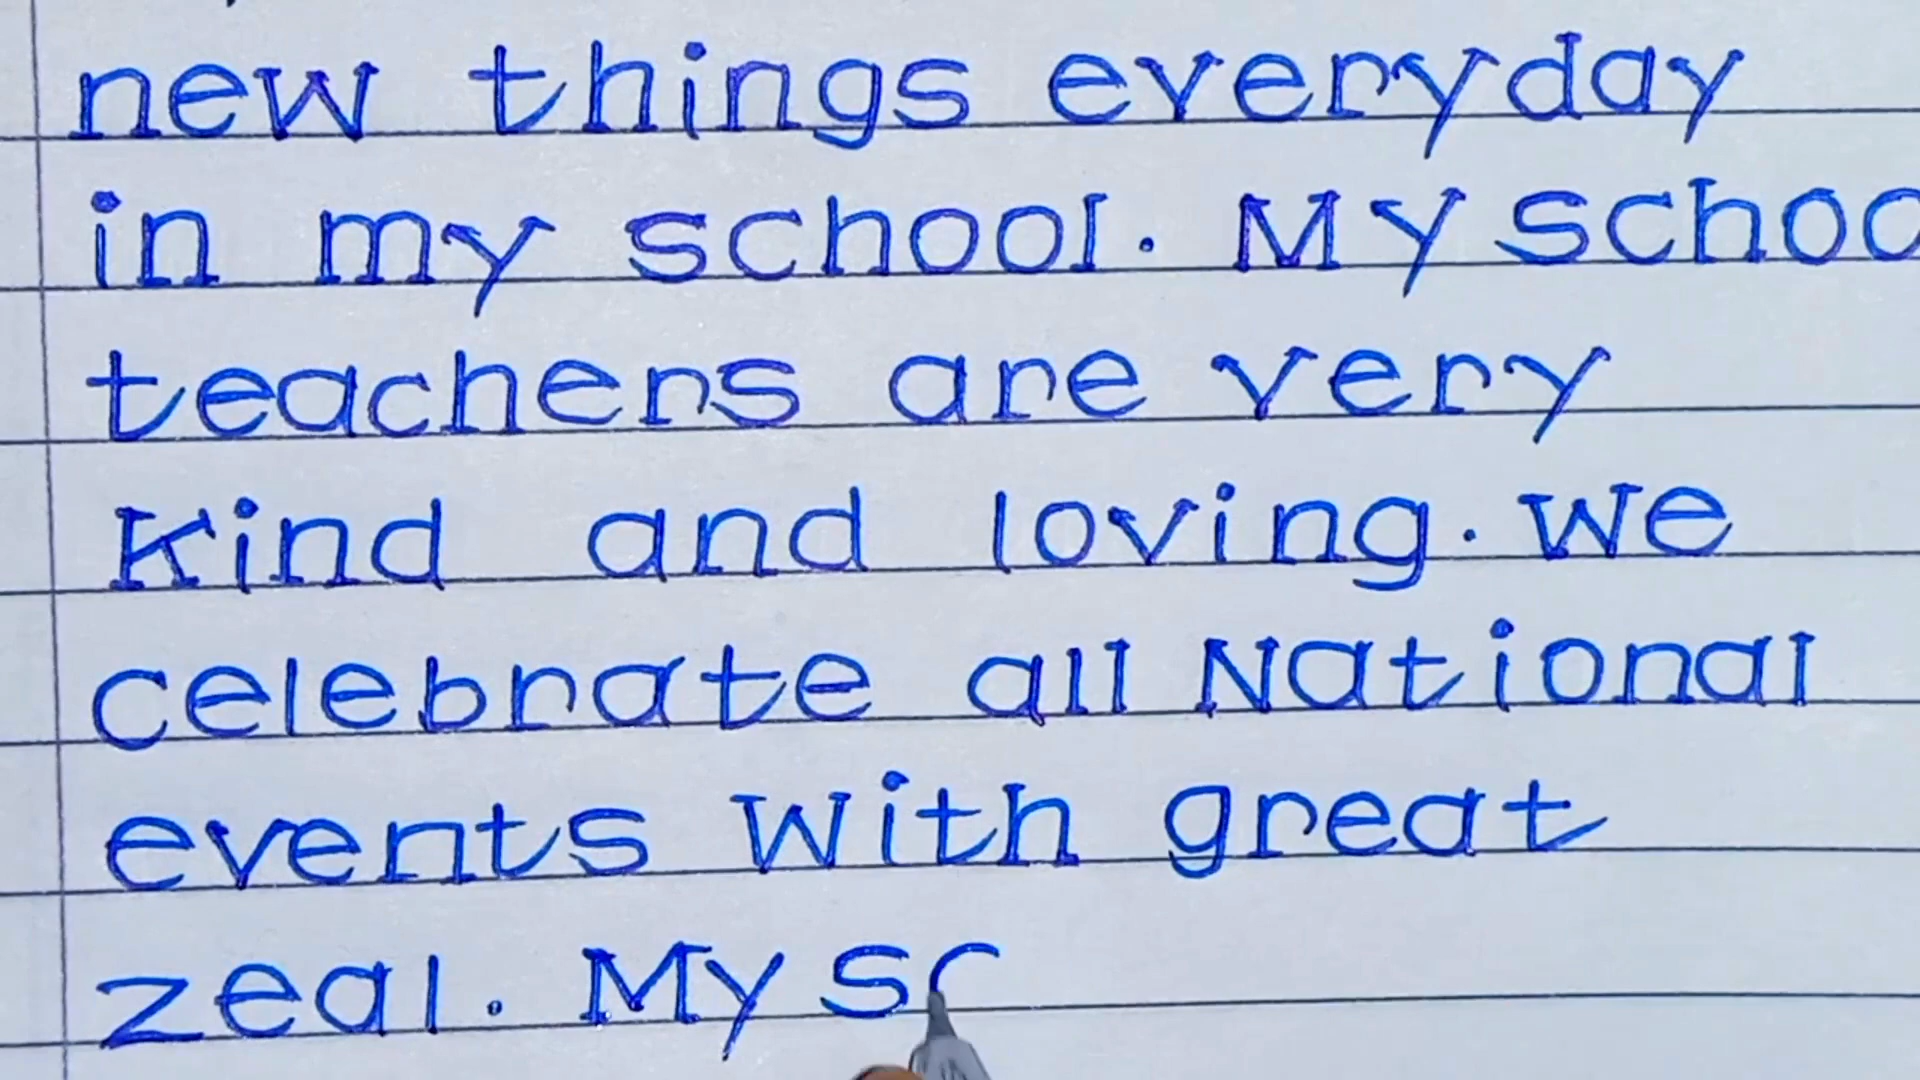 new things everyday
in my school. My schoo
teachers are very
Kind and loving. We
celebrate all National
events with great
zeal. My sc